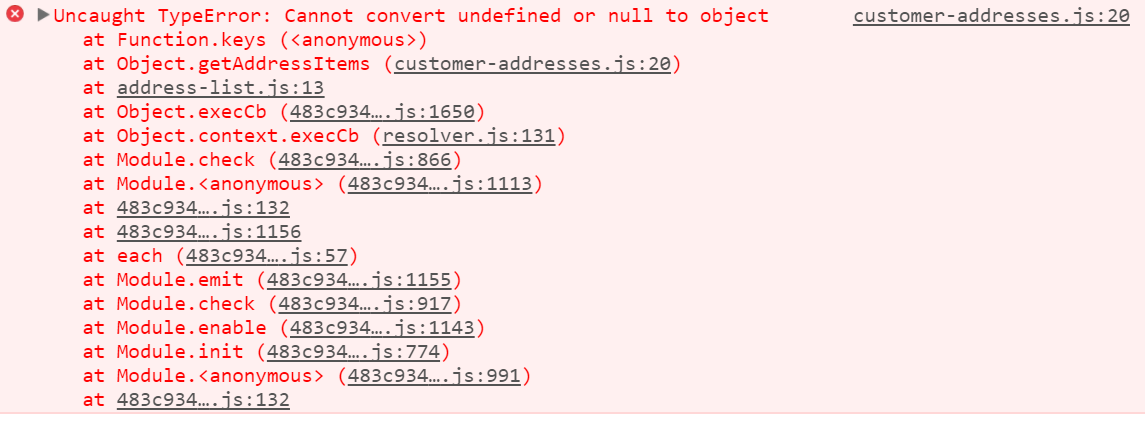 Uncaught TypeError: Cannot convert undefined or null to object customer-addresses.js:20
at Function.keys (<anonymous>)
at Object.getAddressItems (customer-addresses.js:20)
at address-list.js:13
at Object.execCb (483c934….js:1650)
at Object.context.execCb (resolver.js:131)
at Module.check (483c934….js:866)
at Module.<anonymous> (483c934….js:1113)
at 483c934….js:132
at 483c934….js:1156
at each (483c934….js:57)
at Module.emit (483c934….js:1155)
at Module.check (483c934….js:917)
at Module.enable (483c934….js:1143)
at Module.init (483c934….js:774)
at Module.<anonymous> (483c934….js:991)
at 483c934….js:132